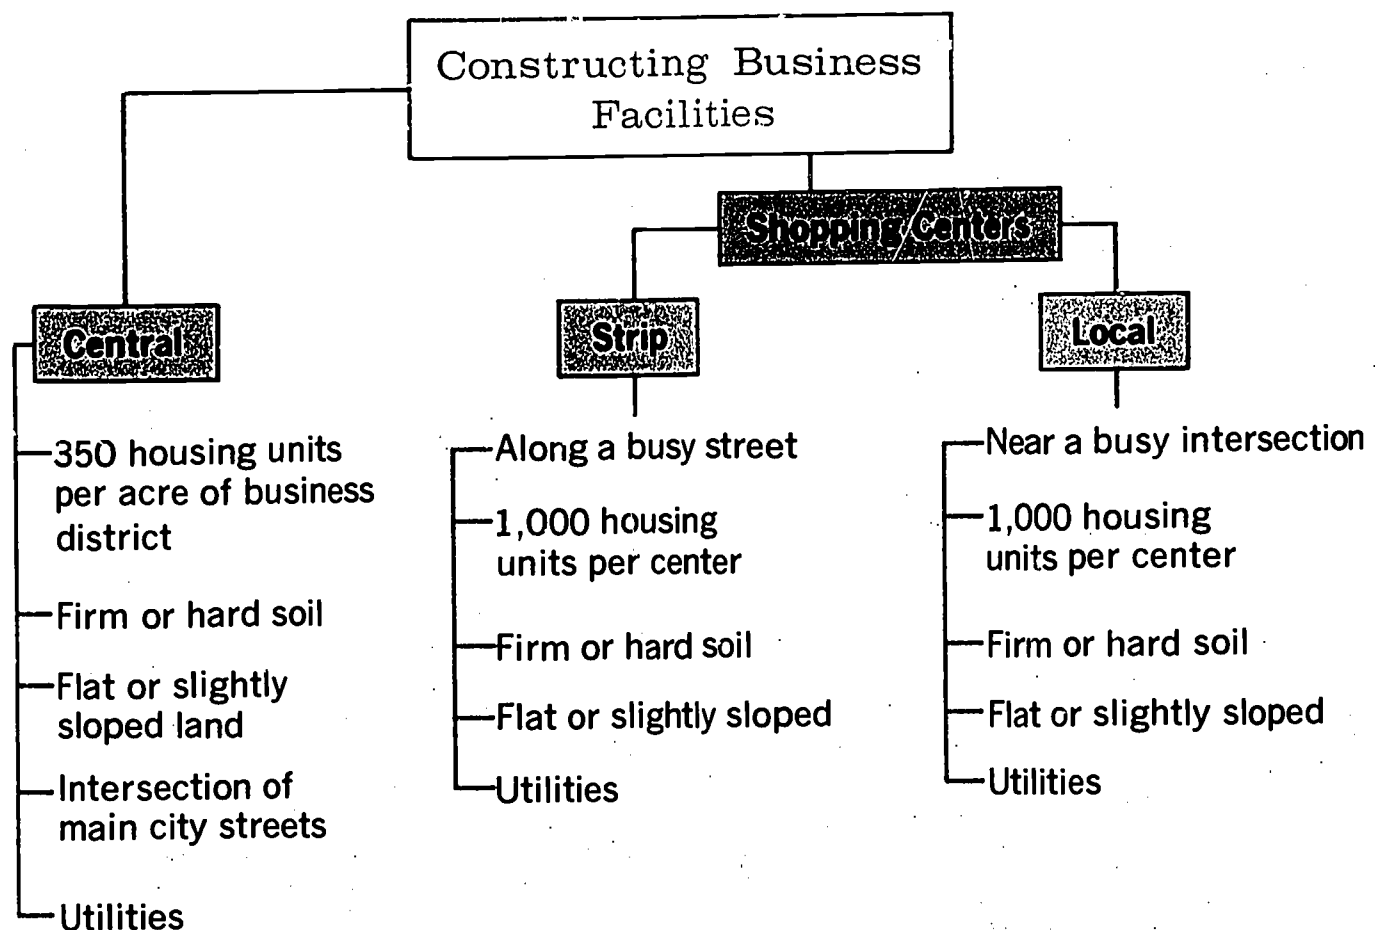 Constructing Business
Facilities
Shopping Centers
Central
Strip
Local
350 housing units
per acre of business
district
Firm or hard soil
Flat or slightly
sloped land
Intersection of
main city streets
Utilities
Along a busy street
1,000 housing
units per center
Firm or hard soil
Flat or slightly sloped
Utilities
Near a busy intersection
1,000 housing
units per center
Firm or hard soil
Flat or slightly sloped
Utilities